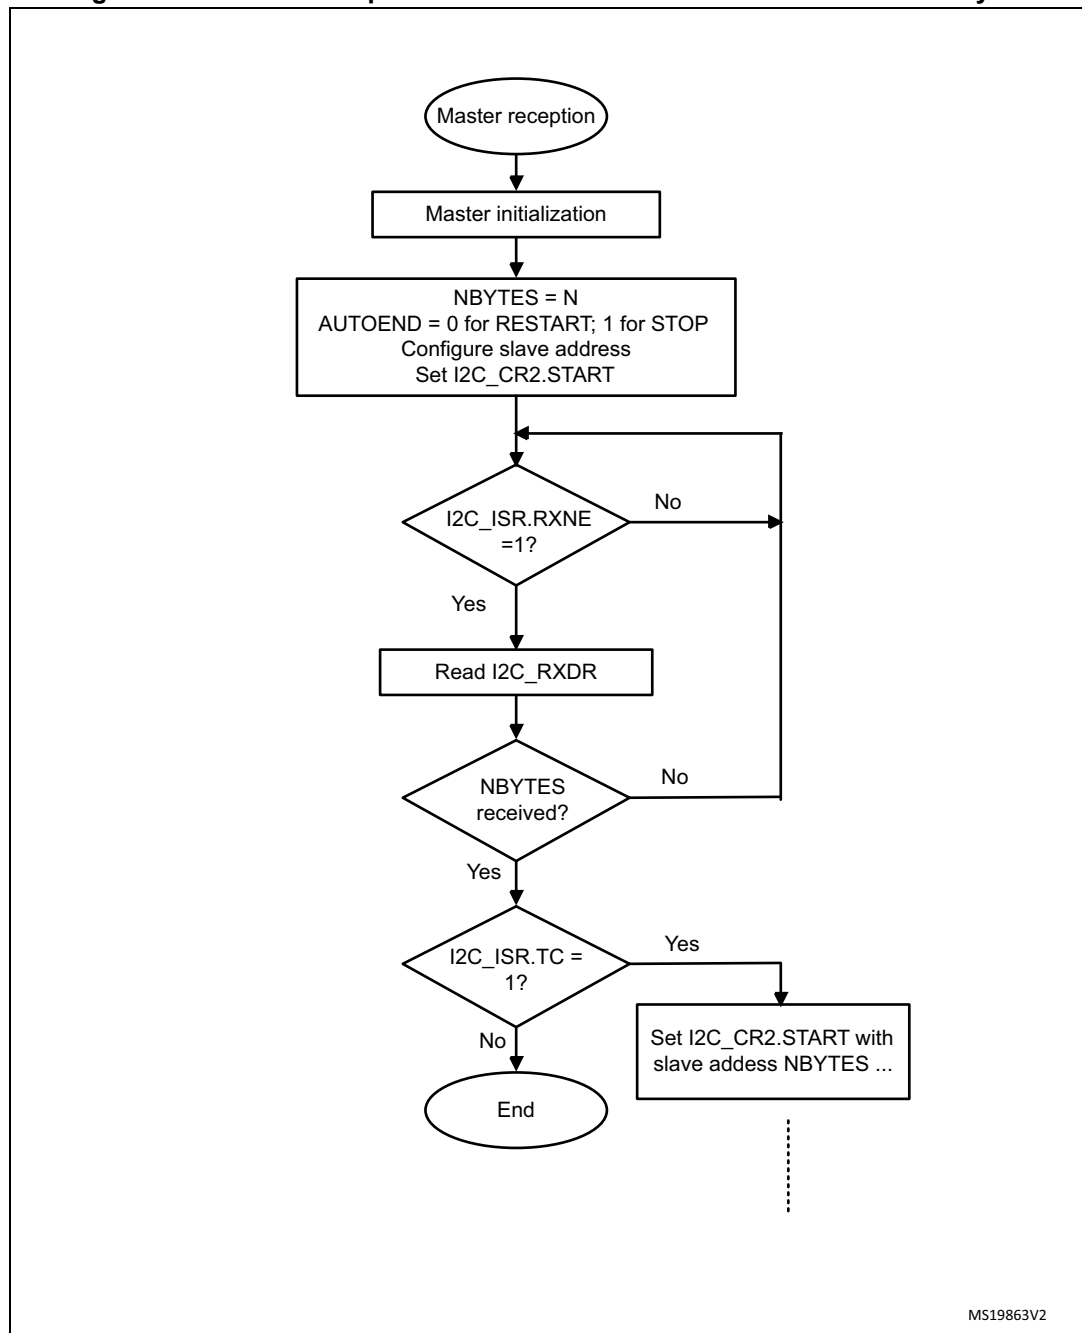 Master reception
Master initialization
NBYTES = N
AUTOEND = 0 for RESTART; 1 for STOP
Configure slave address
Set I2C_CR2.START
I2C_ISR.RXNE
=1?
No
Yes
Read I2C_RXDR
NBYTES
received?
No
Yes
I2C_ISR.TC =
1?
Yes
No
Set I2C_CR2.START with
slave addess NBYTES ...
End
MS19863V2